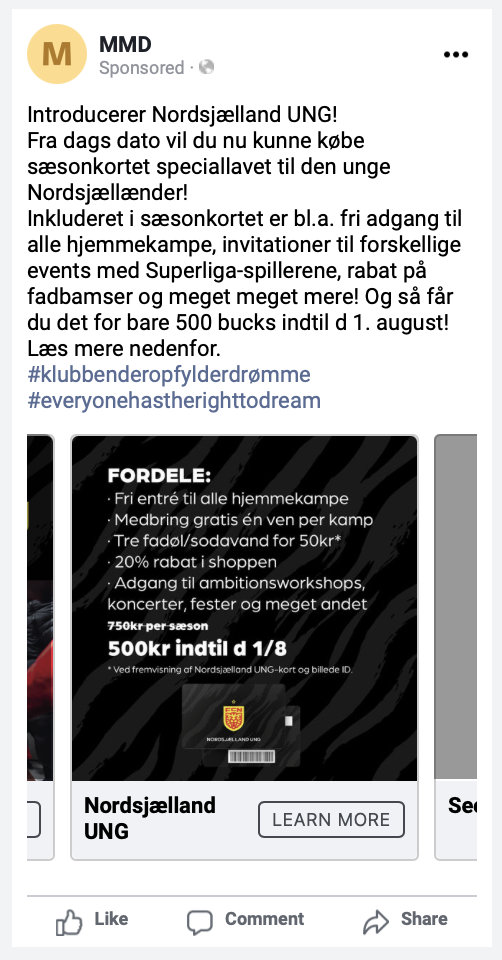 M
MMD
Sponsored ·
Introducerer Nordsjælland UNG!
Fra dags dato vil du nu kunne købe
sæsonkortet speciallavet til den unge
Nordsjællænder!
Inkluderet i sæsonkortet er bl.a. fri adgang til
alle hjemmekampe, invitationer til forskellige
events med Superliga-spillerene, rabat på
fadbamser og meget meget mere! Og så får
du det for bare 500 bucks indtil d 1. august!
Læs mere nedenfor.
#klubbenderopfylderdrømme
#everyonehastherighttodream
FORDELE:
· Fri entré til alle hjemmekampe
· Medbring gratis én ven per kamp
· Tre fadøl/sodavand for 50kr*
· 20% rabat i shoppen
· Adgang til ambitionsworkshops,
koncerter, fester og meget andet
750kr per sæson
500kr indtil d 1/8
* Ved fremvisning af Nordsjælland UNG-kort og billede ID.
FCN
NORDSJÆLLAND UNG
Nordsjælland
UNG
LEARN MORE
See
Like
Comment
Share